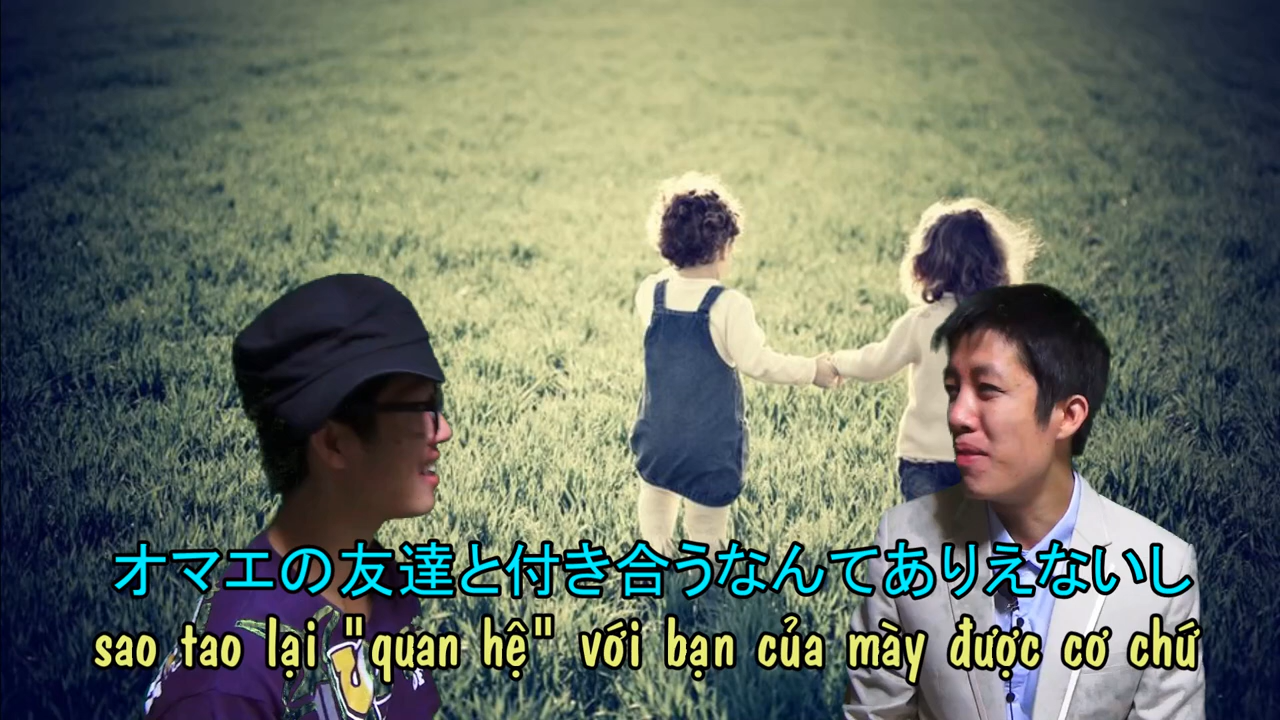 オマエの友達と付き合うなんてありえないし
sao tao lại "quan hệ" với bạn của mày được cơ chứ